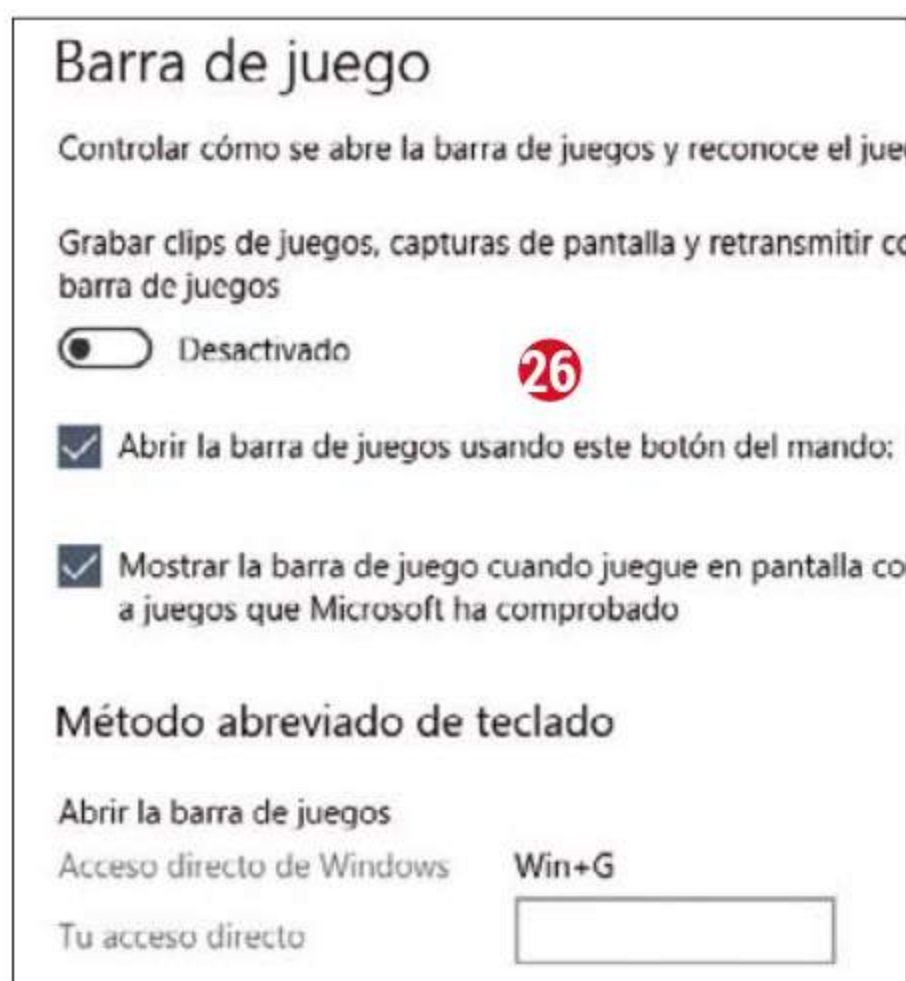 Barra de juego
Controlar cómo se abre la barra de juegos y reconoce el
Grabar clips de juegos, capturas de pantalla y retransmitir
barra de juegos
Desactivado
26
Abrir la barra de juegos usando este botón del mando:
Mostrar la barra de juego cuando juegue en pantalla
a juegos que Microsoft ha comprobado
Método abreviado de teclado
Abrir la barra de juegos
Acceso directo de Windows Win+G
Tu acceso directo